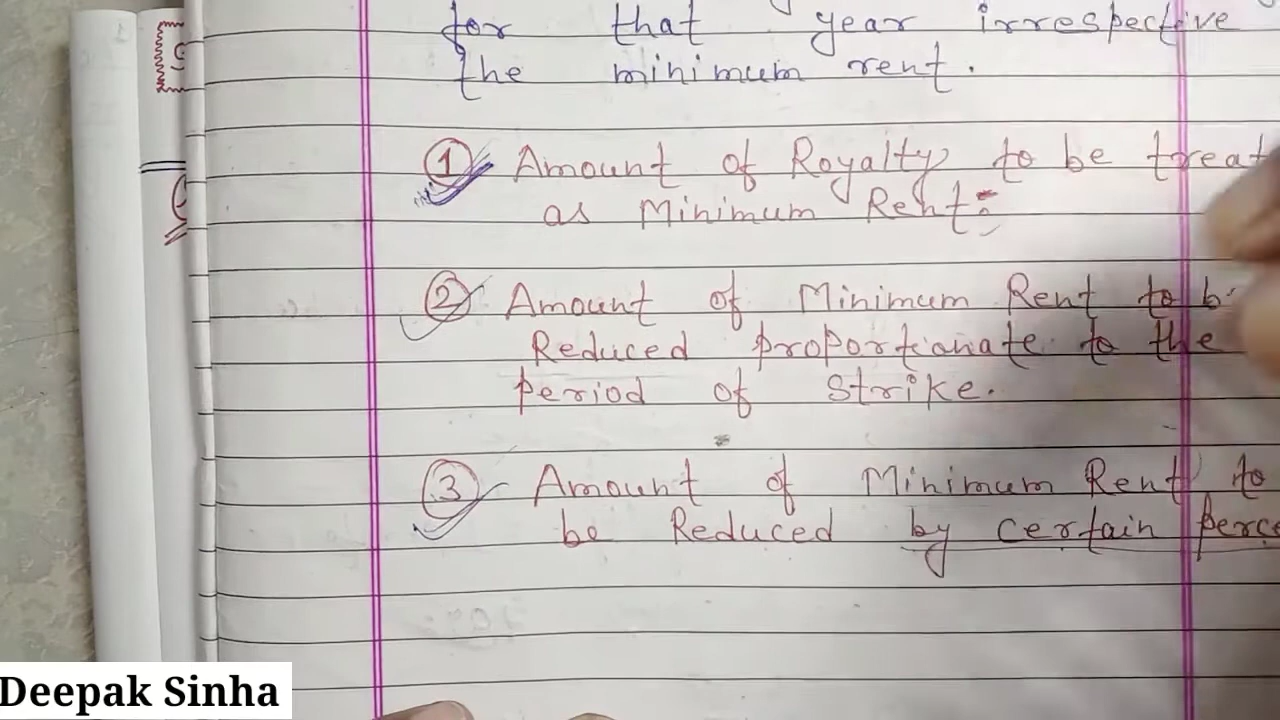 for that year irrespective
the minimum rent.
① Amount of Royalty to be treat
as Minimum Rent:
② Amount of Minimum Rent to b
Reduced proportionate to the
period of strike.
③ Amount of Minimum Rent to
be Reduced by certain perce
Deepak Sinha